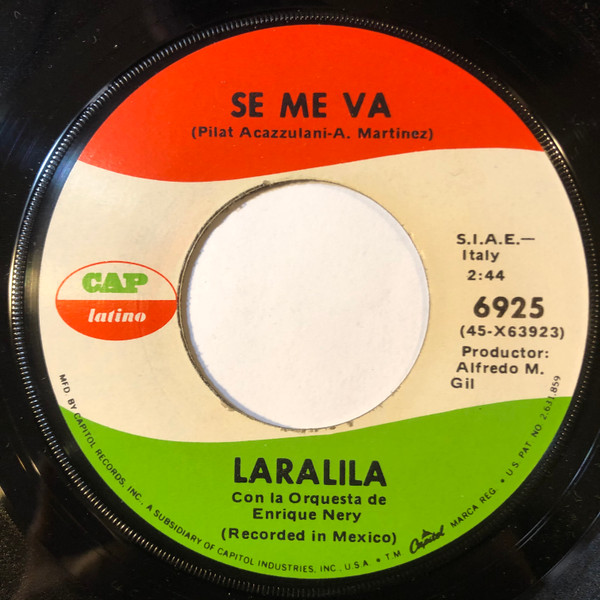 SE ME VA
(Pilat Acazzulani-A. Martinez)
S.I.A.E.—
Italy
2:44
CAP
latino
6925
(45-X63923)
Productor:
Alfredo M.
Gil
LARALILA
Con la Orquesta de
Enrique Nery
(Recorded in Mexico)
MFD. BY CAPITOL RECORDS, INC., A SUBSIDIARY OF CAPITOL INDUSTRIES, INC., U.S.A. • T.M. Capitol MARCA REG. • U.S. PAT. NO. 2,631,859